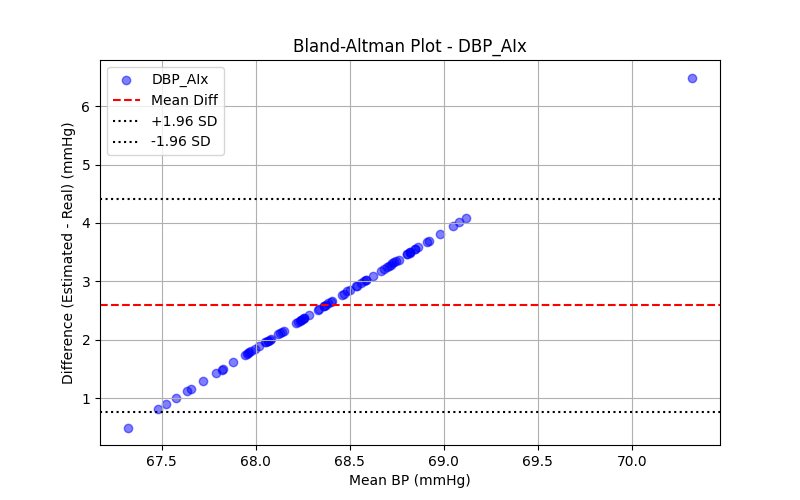 Bland-Altman Plot - DBP_AIx
DBP_AIx
Mean Diff
+1.96 SD
-1.96 SD
Difference (Estimated - Real) (mmHg)
6
5
4
3
2
1
67.5 68.0 68.5 69.0 69.5 70.0
Mean BP (mmHg)